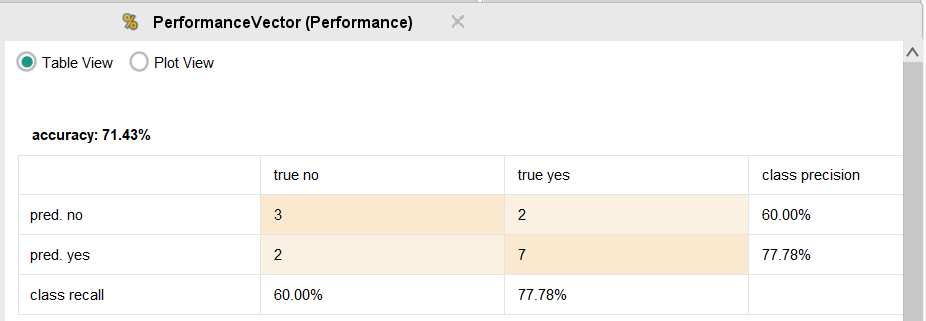 PerformanceVector (Performance)
Table View Plot View
accuracy: 71.43%
true no true yes class precision
pred. no 3 2 60.00%
pred. yes 2 7 77.78%
class recall 60.00% 77.78%